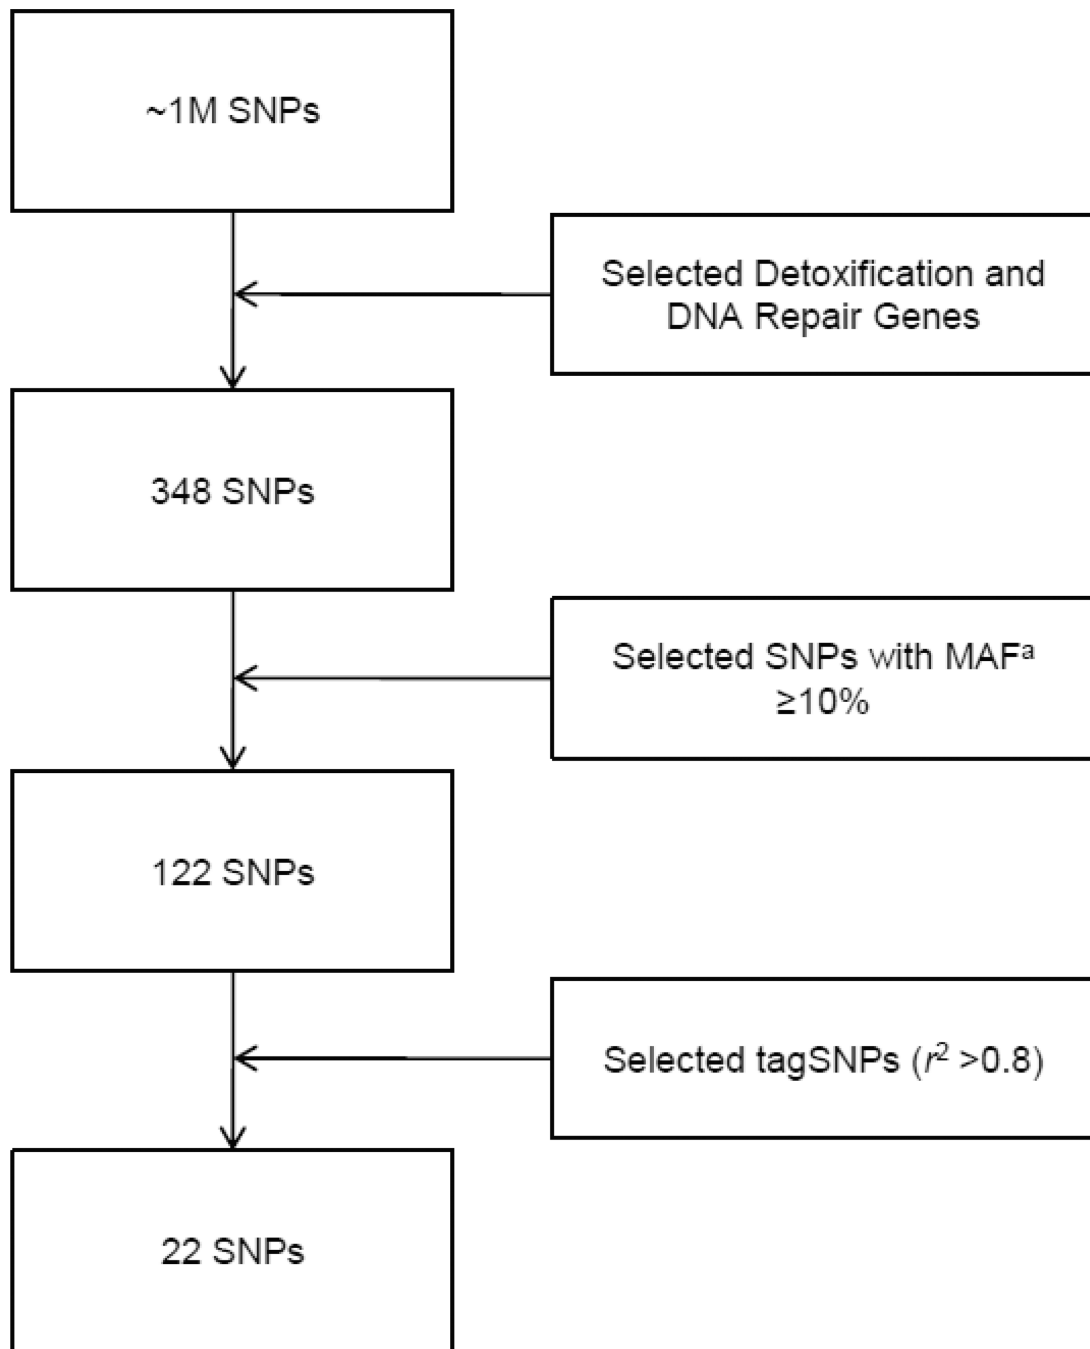 ~1M SNPs
Selected Detoxification and
DNA Repair Genes
348 SNPs
Selected SNPs with MAFᵃ
≥10%
122 SNPs
Selected tagSNPs (r² >0.8)
22 SNPs